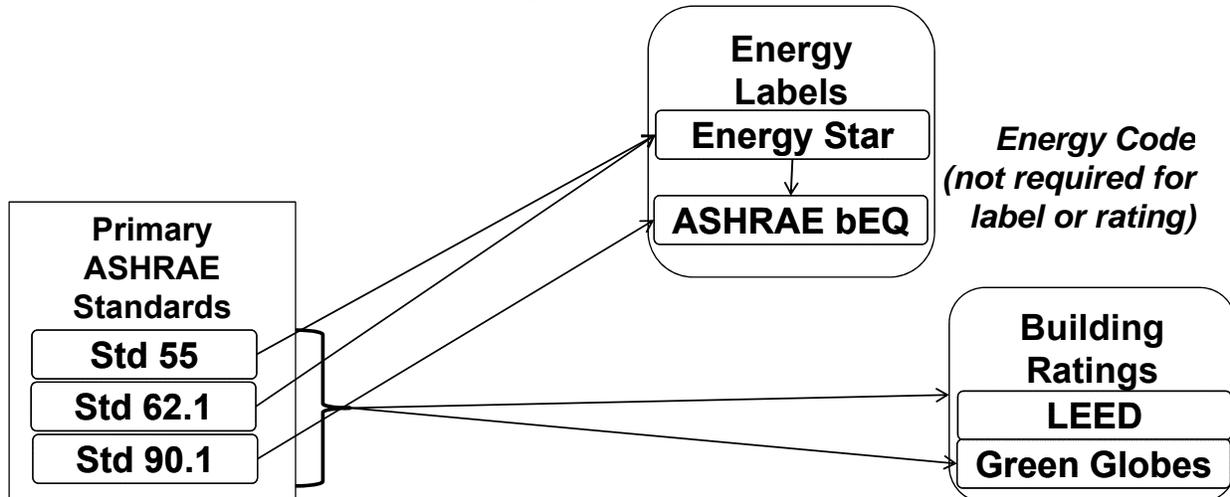 Energy
Labels
Energy Star
ASHRAE bEQ
Energy Code
(not required for
label or rating)
Primary
ASHRAE
Standards
Std 55
Std 62.1
Std 90.1
Building
Ratings
LEED
Green Globes